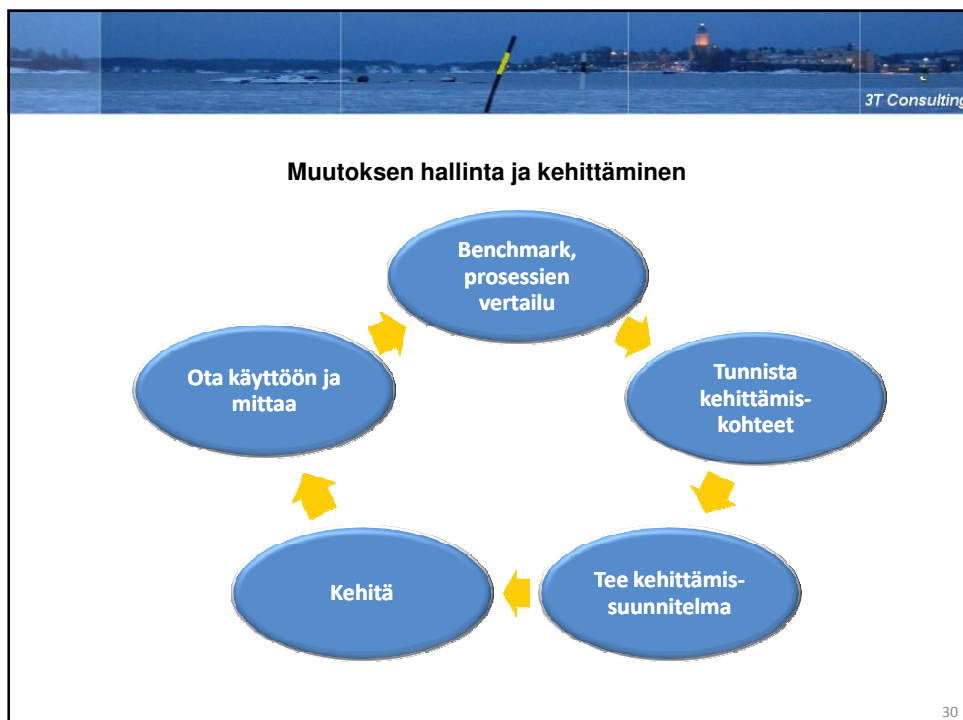 3T Consulting
Muutoksen hallinta ja kehittäminen
Benchmark,
prosessien
vertailu
Tunnista
kehittämis-
kohteet
Tee kehittämis-
suunnitelma
Kehitä
Ota käyttöön ja
mittaa
30